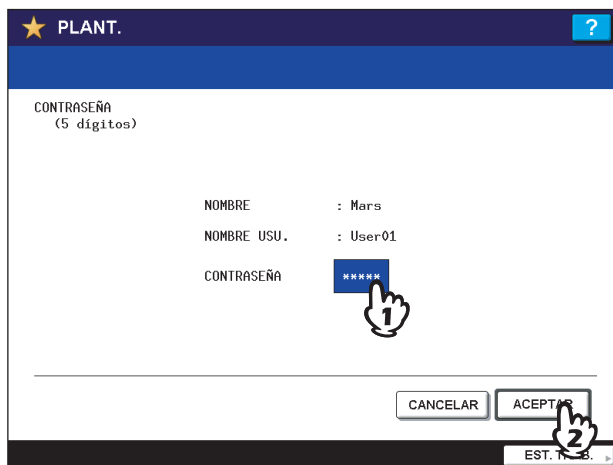 PLANT.
?
CONTRASEÑA
(5 dígitos)
NOMBRE : Mars
NOMBRE USU. : User01
CONTRASEÑA *****
1
CANCELAR ACEPTAR
2
EST.